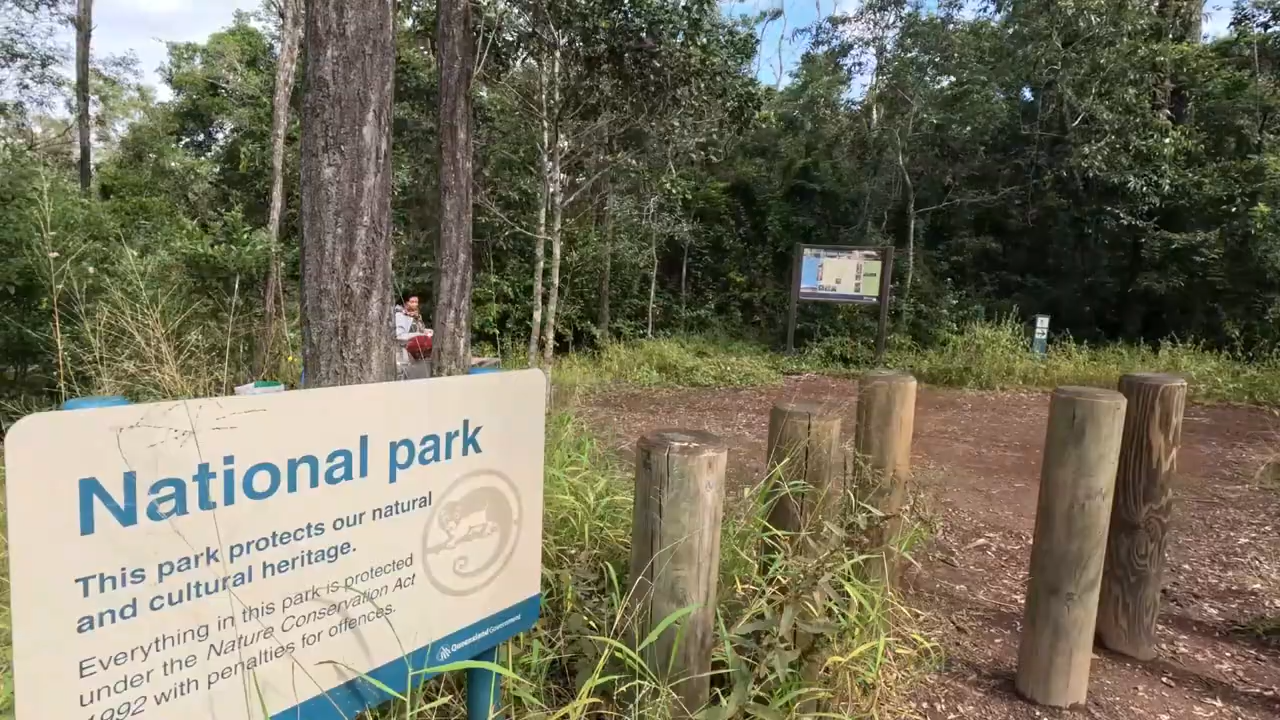 National park
This park protects our natural
and cultural heritage.
Everything in this park is protected
under the Nature Conservation Act
1992 with penalties for offences.
Queensland Government